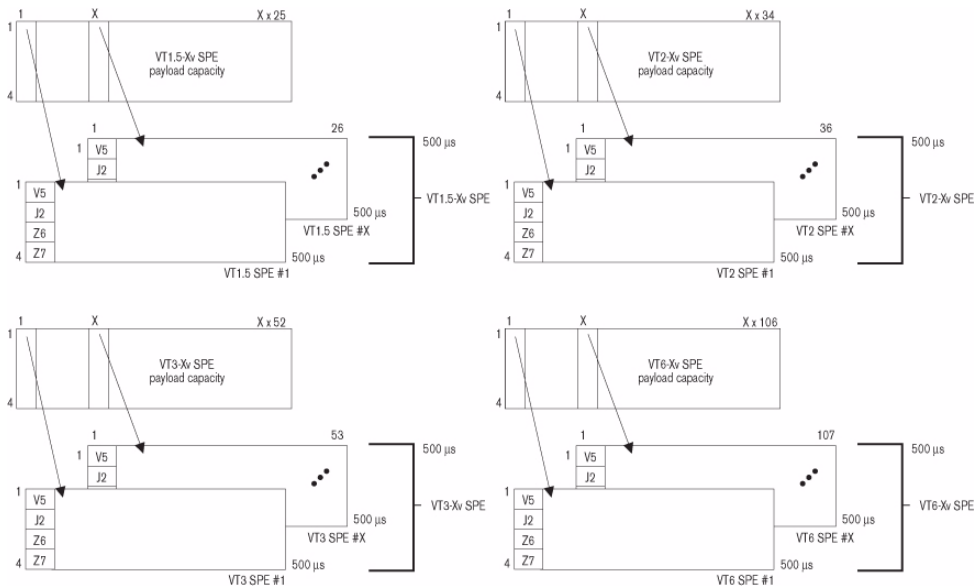 1 X X x 25
1
VT1.5-Xv SPE
payload capacity
4
1 26
1 V5
J2
500 µs
1
V5
J2
Z6
Z7
4
500 µs
VT1.5 SPE #X
500 µs
VT1.5 SPE #1
VT1.5-Xv SPE
1 X X x 34
1
VT2-Xv SPE
payload capacity
4
1 36
1 V5
J2
500 µs
1
V5
J2
Z6
Z7
4
500 µs
VT2 SPE #X
500 µs
VT2 SPE #1
VT2-Xv SPE
1 X X x 52
1
VT3-Xv SPE
payload capacity
4
1 53
1 V5
J2
500 µs
1
V5
J2
Z6
Z7
4
500 µs
VT3 SPE #X
500 µs
VT3 SPE #1
VT3-Xv SPE
1 X X x 106
1
VT6-Xv SPE
payload capacity
4
1 107
1 V5
J2
500 µs
1
V5
J2
Z6
Z7
4
500 µs
VT6 SPE #X
500 µs
VT6 SPE #1
VT6-Xv SPE